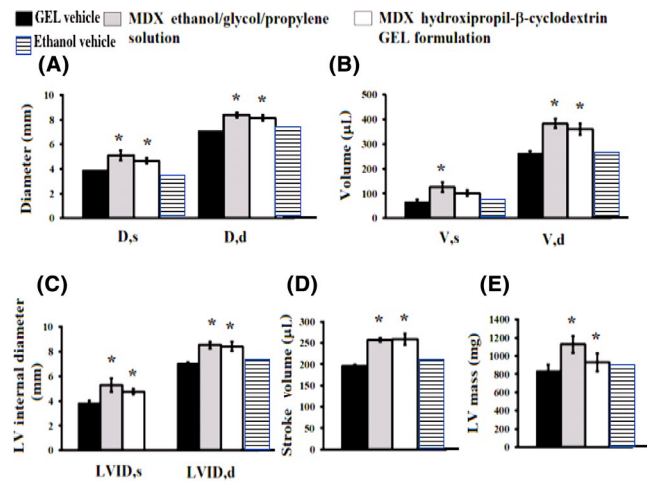 GEL vehicle
MDX ethanol/glycol/propylene solution
MDX hydroxipropil-β-cyclodextrin GEL formulation
Ethanol vehicle
(A)
(B)
Diameter (mm)
10
8
6
4
2
0
* * * *
D,s D,d
Volume (μL)
500
400
300
200
100
0
* * *
V,s V,d
(C)
(D)
(E)
LV internal diameter
(mm)
10
8
6
4
2
0
* * * *
LVID,s LVID,d
Stroke volume (μL)
300
250
200
150
100
50
0
* *
LV mass (mg)
1400
1200
1000
800
600
400
200
0
* *